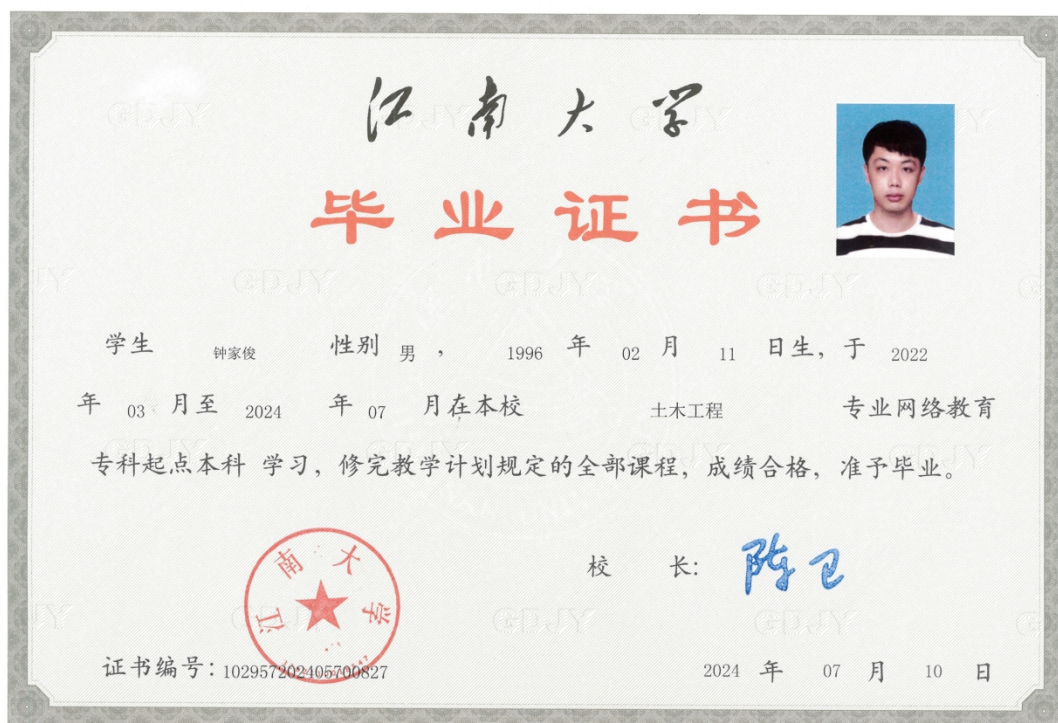 江南大学
毕业证书
学生 钟家俊 性别 男 , 1996 年 02 月 11 日生, 于 2022
年 03 月至 2024 年 07 月在本校 土木工程 专业网络教育
专科起点本科 学习, 修完教学计划规定的全部课程, 成绩合格, 准予毕业。
江南大学
校 长: 陈卫
证书编号: 102957202405700827
2024 年 07 月 10 日
GDJY